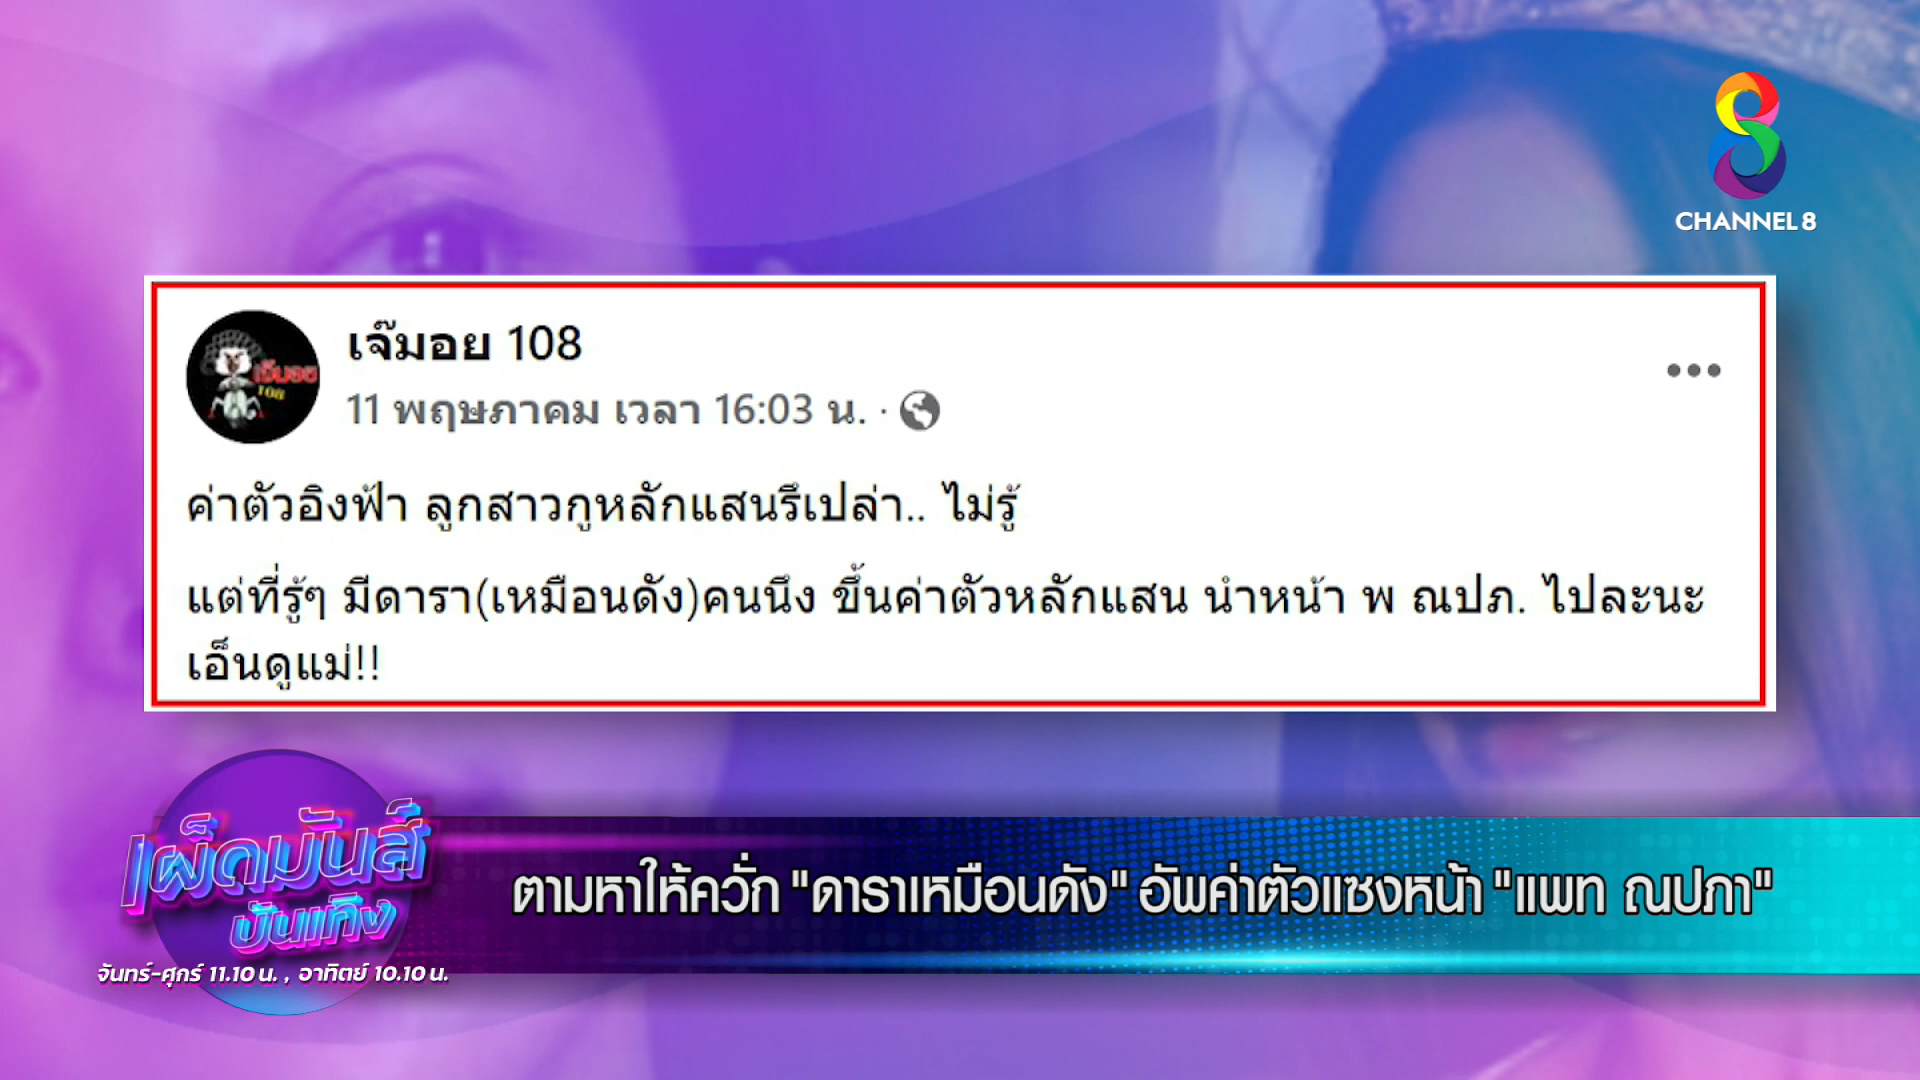 CHANNEL 8
เจ๊มอย 108
เจ๊มอย
108
11 พฤษภาคม เวลา 16:03 น. ·
ค่าตัวอิงฟ้า ลูกสาวกูหลักแสนรึเปล่า.. ไม่รู้
แต่ที่รู้ๆ มีดารา(เหมือนดัง)คนนึง ขึ้นค่าตัวหลักแสน นำหน้า พ ณปภ. ไปละนะ
เอ็นดูแม่!!
เผ็ดมันส์
บันเทิง
จันทร์-ศุกร์ 11.10 น. , อาทิตย์ 10.10 น.
ตามหาให้ควั่ก "ดาราเหมือนดัง" อัพค่าตัวแซงหน้า "แพท ณปภา"